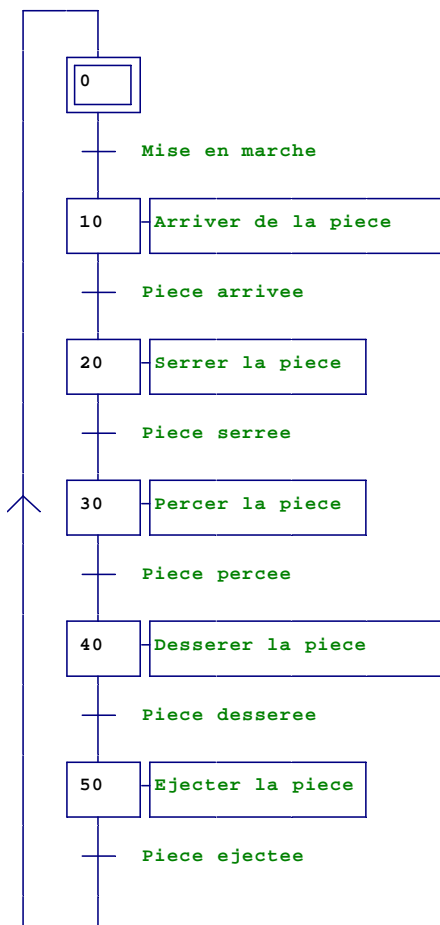 0
Mise en marche
10 Arriver de la piece
Piece arrivee
20 Serrer la piece
Piece serree
30 Percer la piece
Piece percee
40 Desserer la piece
Piece desseree
50 Ejecter la piece
Piece ejectee